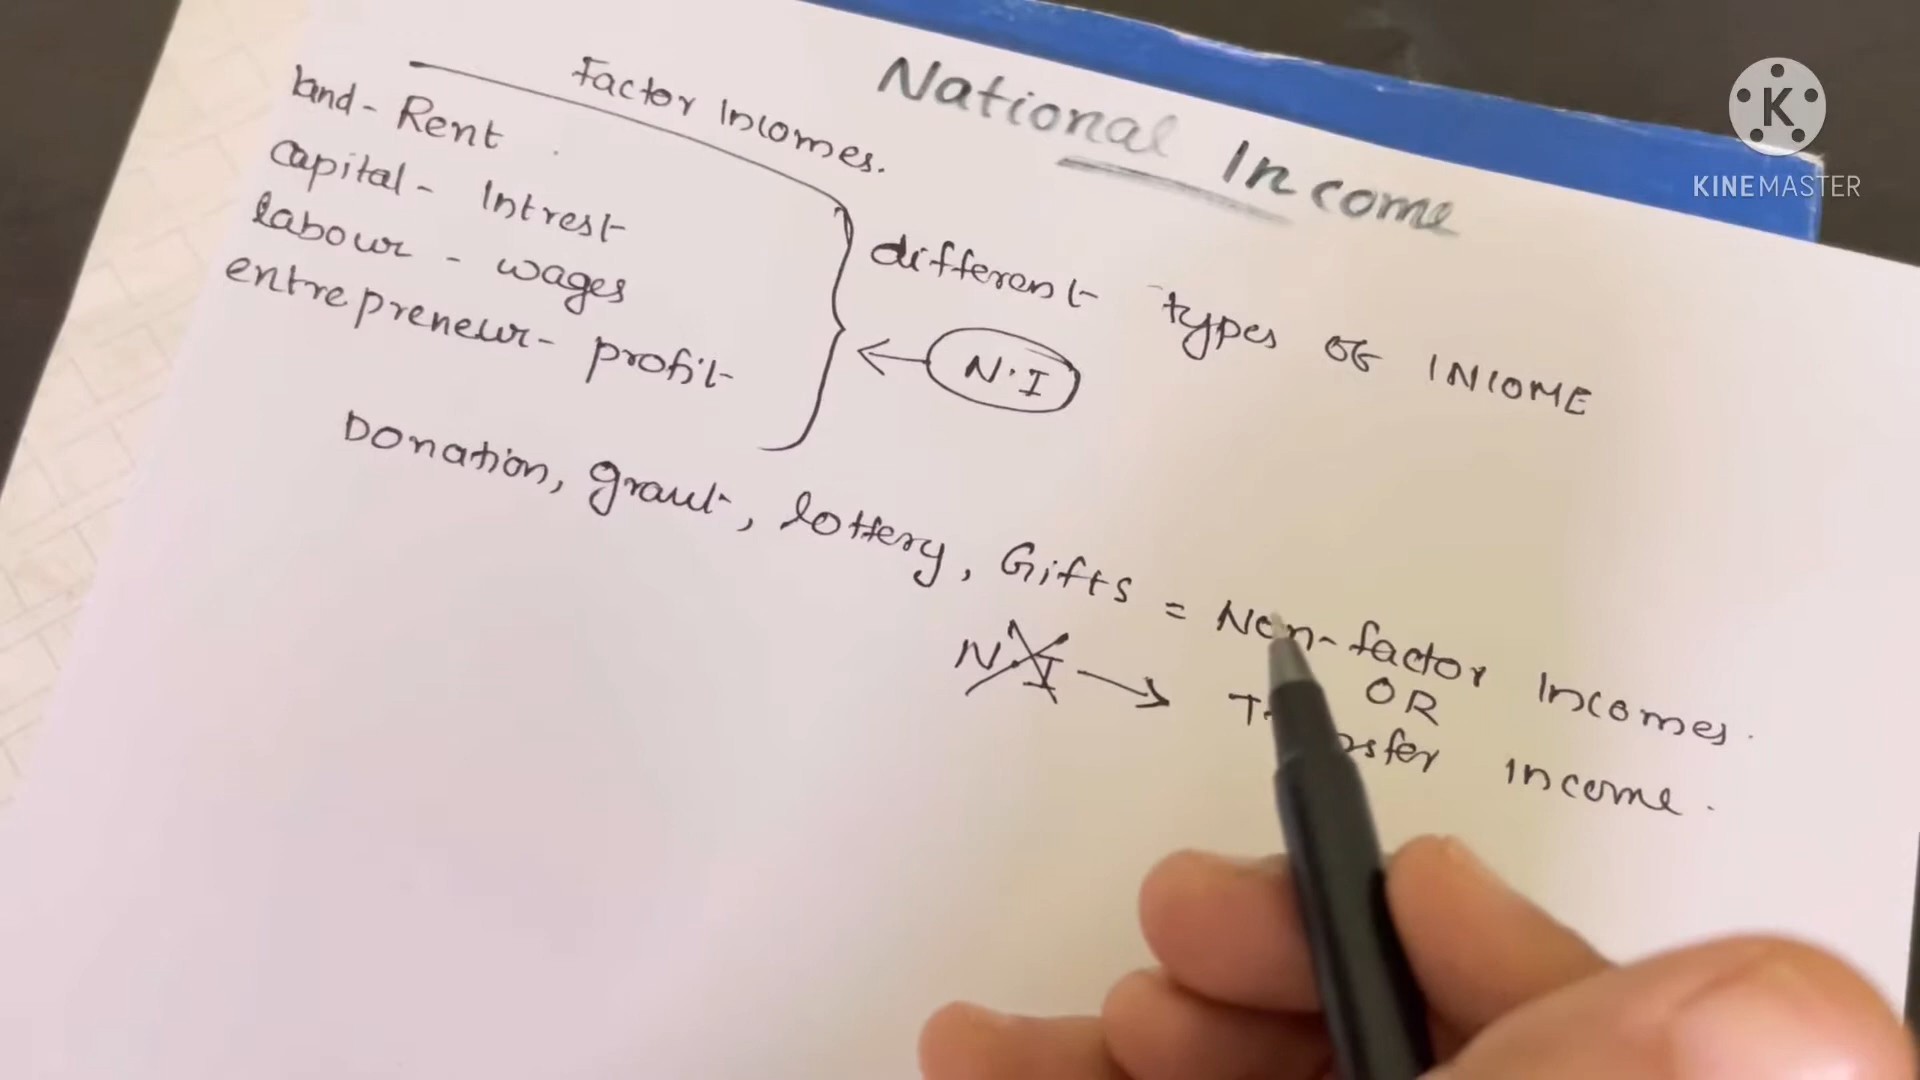 National Income
Factor Incomes.
land - Rent
capital - Intrest
labour - wages
entrepreneur - profit
different types OF INCOME
N.I
Donation, grant, lottery, Gifts = Non-factor Incomes.
OR
N.I
Income.
K
KINEMASTER